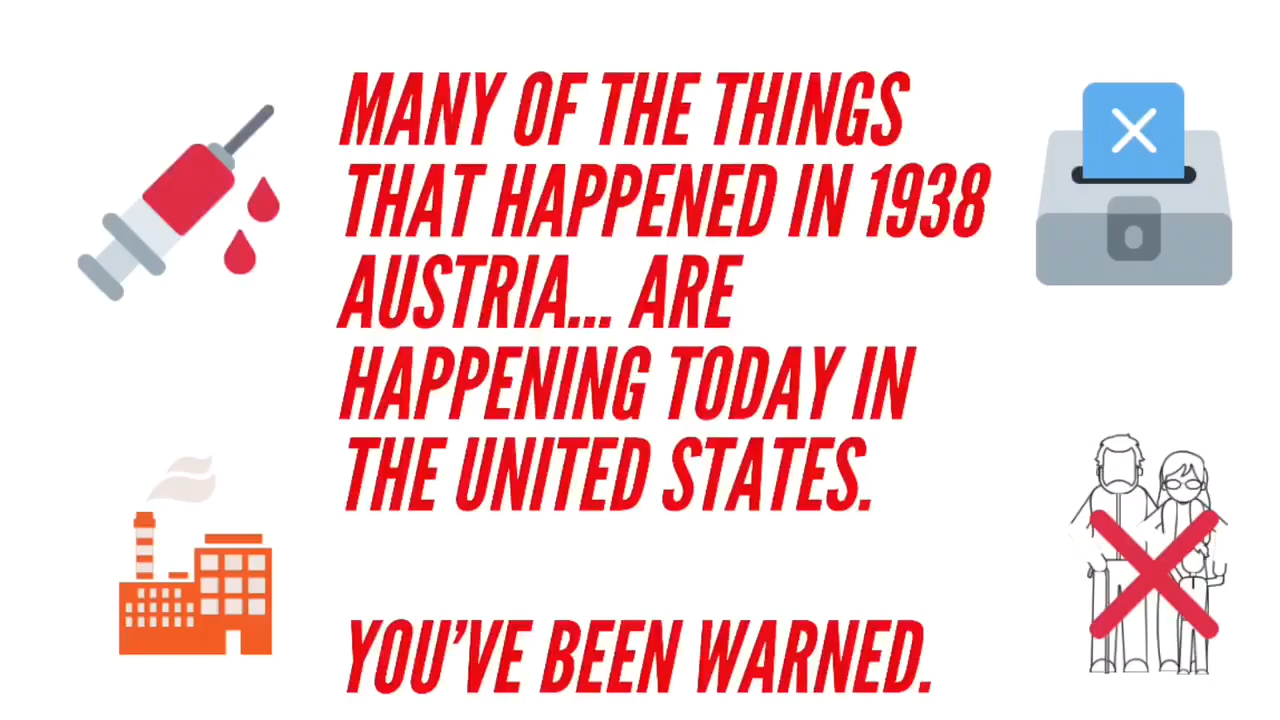 MANY OF THE THINGS
THAT HAPPENED IN 1938
AUSTRIA... ARE
HAPPENING TODAY IN
THE UNITED STATES.
YOU'VE BEEN WARNED.